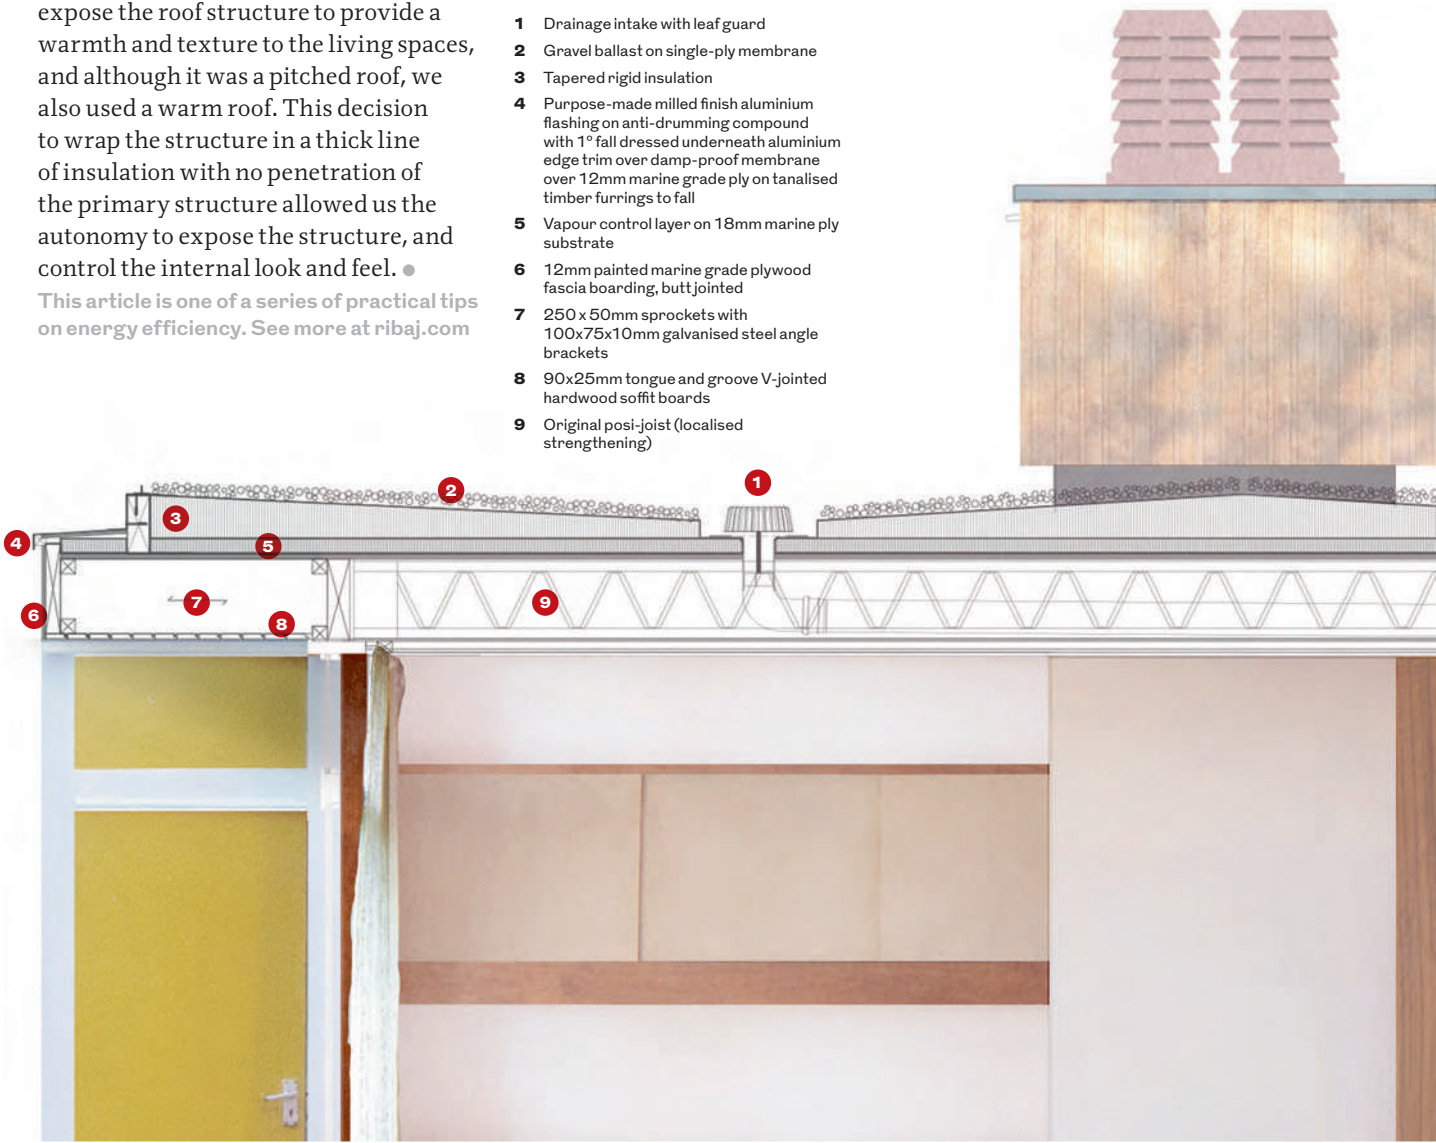 expose the roof structure to provide a
warmth and texture to the living spaces,
and although it was a pitched roof, we
also used a warm roof. This decision
to wrap the structure in a thick line
of insulation with no penetration of
the primary structure allowed us the
autonomy to expose the structure, and
control the internal look and feel. ●
This article is one of a series of practical tips
on energy efficiency. See more at ribaj.com
1 Drainage intake with leaf guard
2 Gravel ballast on single-ply membrane
3 Tapered rigid insulation
4 Purpose-made milled finish aluminium
flashing on anti-drumming compound
with 1° fall dressed underneath aluminium
edge trim over damp-proof membrane
over 12mm marine grade ply on tanalised
timber furrings to fall
5 Vapour control layer on 18mm marine ply
substrate
6 12mm painted marine grade plywood
fascia boarding, butt jointed
7 250 x 50mm sprockets with
100x75x10mm galvanised steel angle
brackets
8 90x25mm tongue and groove V-jointed
hardwood soffit boards
9 Original posi-joist (localised
strengthening)
1
2
3
4
5
6
7
8
9